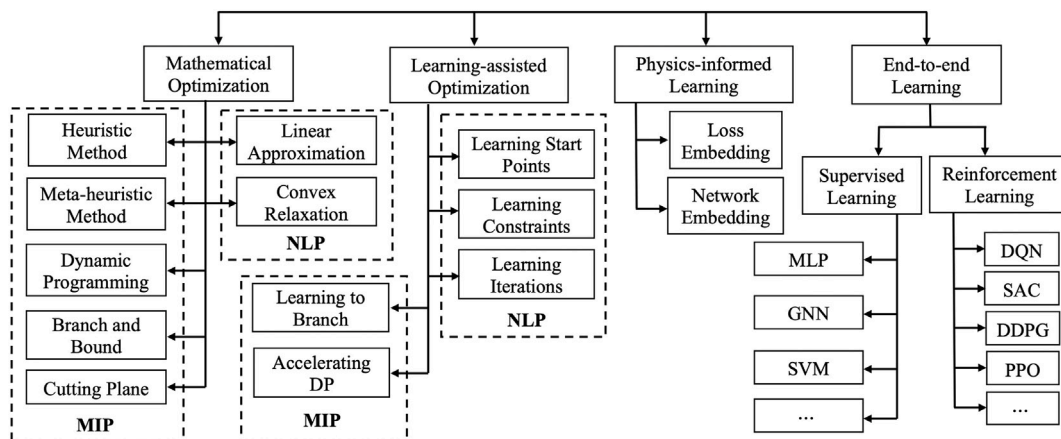 Mathematical
Optimization
Learning-assisted
Optimization
Physics-informed
Learning
End-to-end
Learning
Heuristic
Method
Meta-heuristic
Method
Dynamic
Programming
Branch and
Bound
Cutting Plane
MIP
Linear
Approximation
Convex
Relaxation
NLP
Learning Start
Points
Learning
Constraints
Learning
Iterations
NLP
Learning to
Branch
Accelerating
DP
MIP
Loss
Embedding
Network
Embedding
Supervised
Learning
MLP
GNN
SVM
...
Reinforcement
Learning
DQN
SAC
DDPG
PPO
...